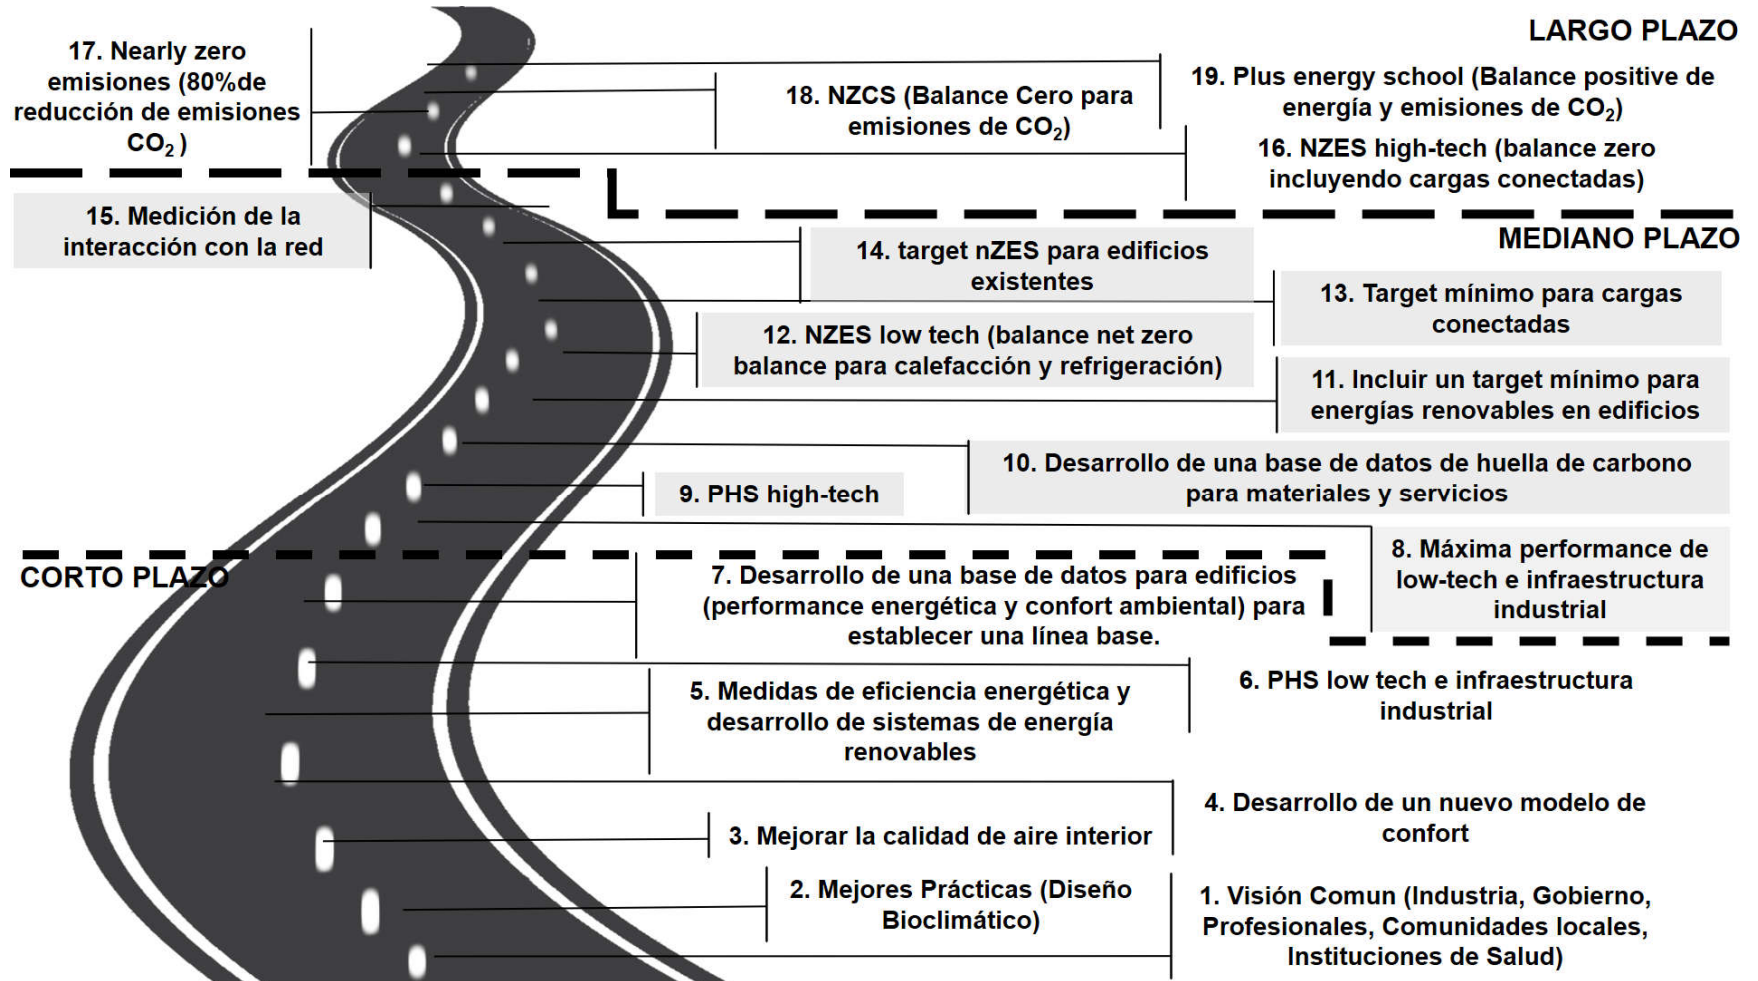 LARGO PLAZO
17. Nearly zero
emisiones (80%de
reducción de emisiones
CO₂ )
19. Plus energy school (Balance positive de
energía y emisiones de CO₂)
18. NZCS (Balance Cero para
emisiones de CO₂)
16. NZES high-tech (balance zero
incluyendo cargas conectadas)
MEDIANO PLAZO
15. Medición de la
interacción con la red
14. target nZES para edificios
existentes
13. Target mínimo para cargas
conectadas
12. NZES low tech (balance net zero
balance para calefacción y refrigeración)
11. Incluir un target mínimo para
energías renovables en edificios
10. Desarrollo de una base de datos de huella de carbono
para materiales y servicios
9. PHS high-tech
8. Máxima performance de
low-tech e infraestructura
industrial
CORTO PLAZO
7. Desarrollo de una base de datos para edificios
(performance energética y confort ambiental) para
establecer una línea base.
6. PHS low tech e infraestructura
industrial
5. Medidas de eficiencia energética y
desarrollo de sistemas de energía
renovables
4. Desarrollo de un nuevo modelo de
confort
3. Mejorar la calidad de aire interior
2. Mejores Prácticas (Diseño
Bioclimático)
1. Visión Comun (Industria, Gobierno,
Profesionales, Comunidades locales,
Instituciones de Salud)